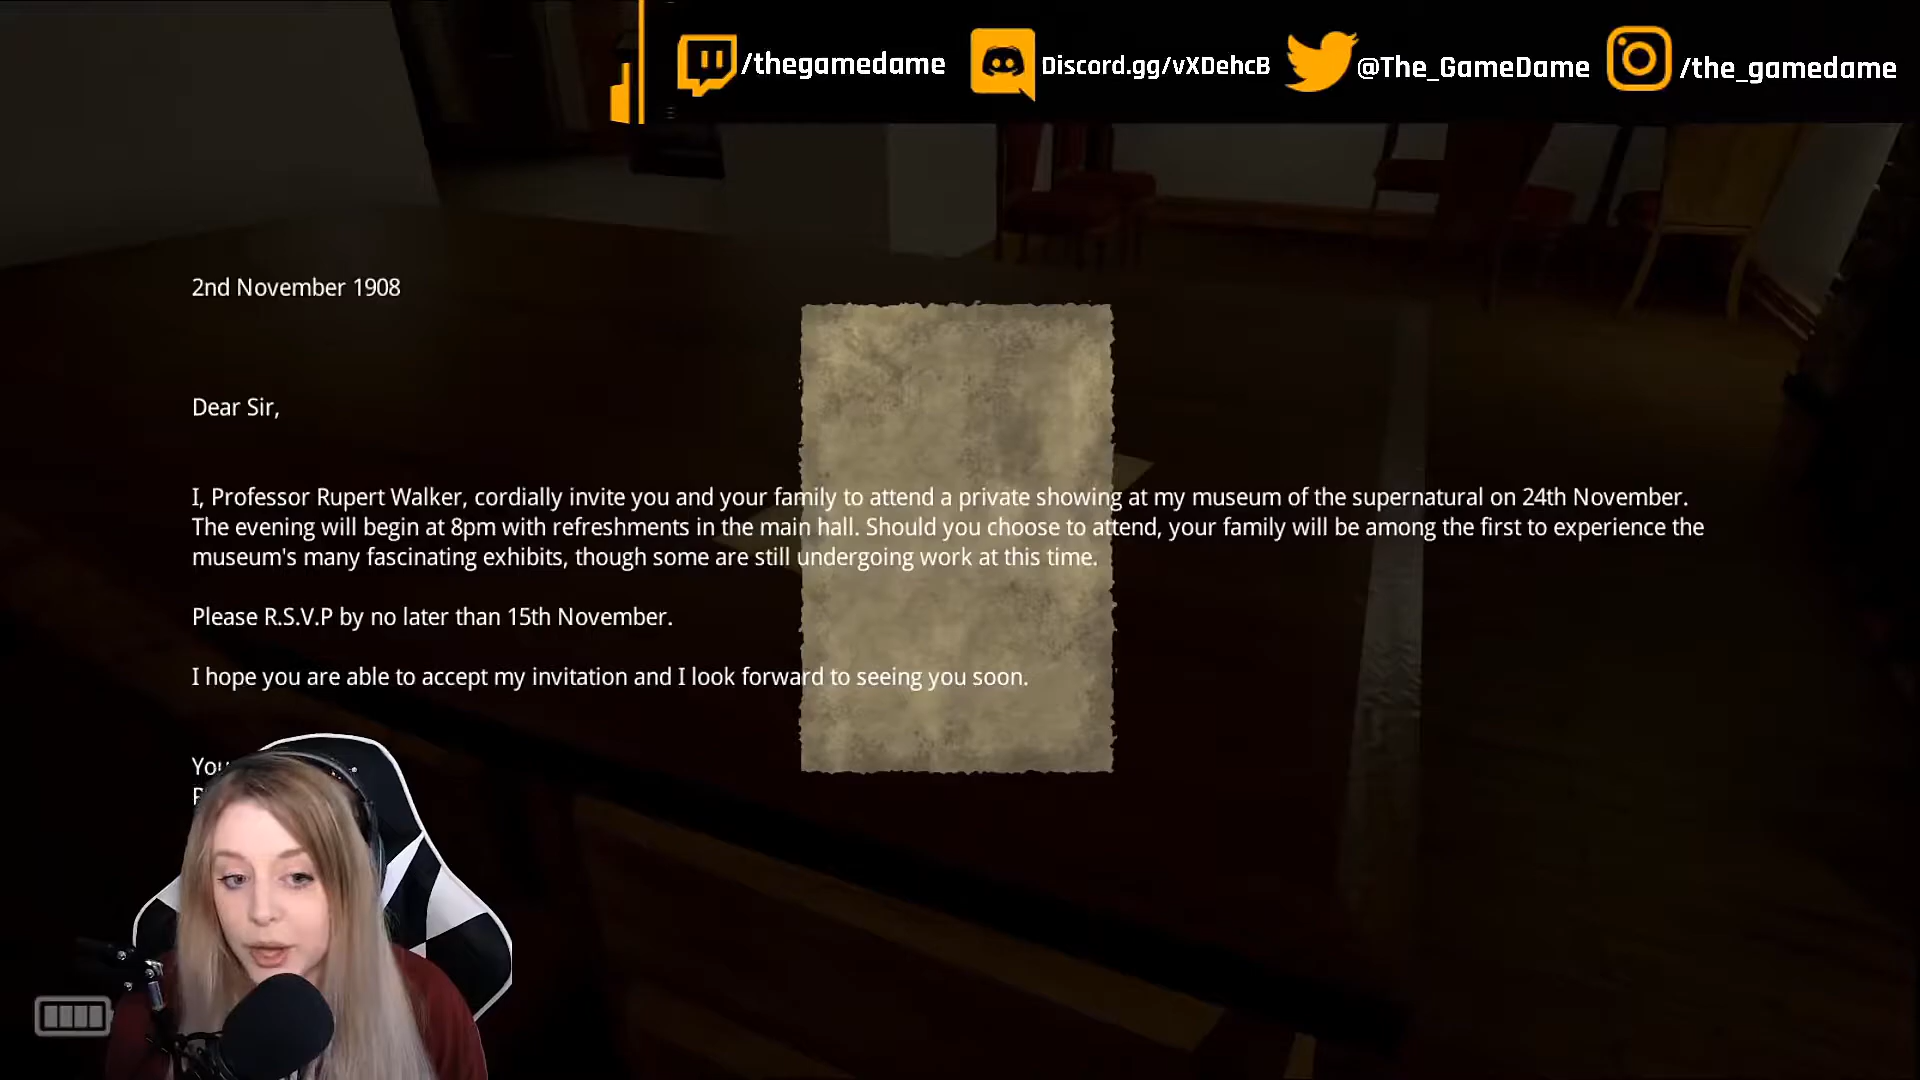 /thegamedame
Discord.gg/vXDehcB
@The_GameDame
/the_gamedame
2nd November 1908
Dear Sir,
I, Professor Rupert Walker, cordially invite you and your family to attend a private showing at my museum of the supernatural on 24th November.
The evening will begin at 8pm with refreshments in the main hall. Should you choose to attend, your family will be among the first to experience the
museum's many fascinating exhibits, though some are still undergoing work at this time.
Please R.S.V.P by no later than 15th November.
I hope you are able to accept my invitation and I look forward to seeing you soon.